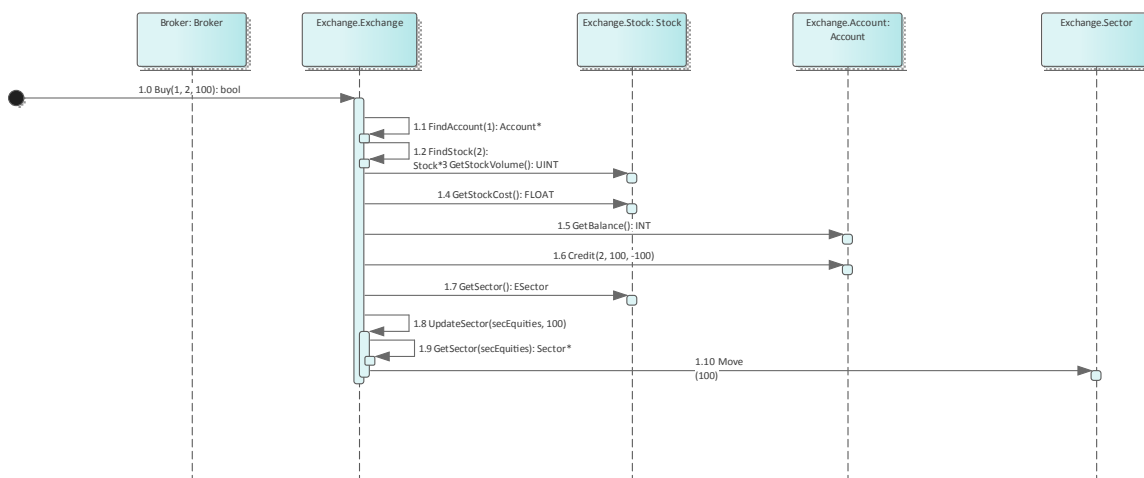 Broker: Broker
Exchange.Exchange
Exchange.Stock: Stock
Exchange.Account:
Account
Exchange.Sector
1.0 Buy(1, 2, 100): bool
1.1 FindAccount(1): Account*
1.2 FindStock(2):
Stock*3 GetStockVolume(): UINT
1.4 GetStockCost(): FLOAT
1.5 GetBalance(): INT
1.6 Credit(2, 100, -100)
1.7 GetSector(): ESector
1.8 UpdateSector(secEquities, 100)
1.9 GetSector(secEquities): Sector*
1.10 Move
(100)